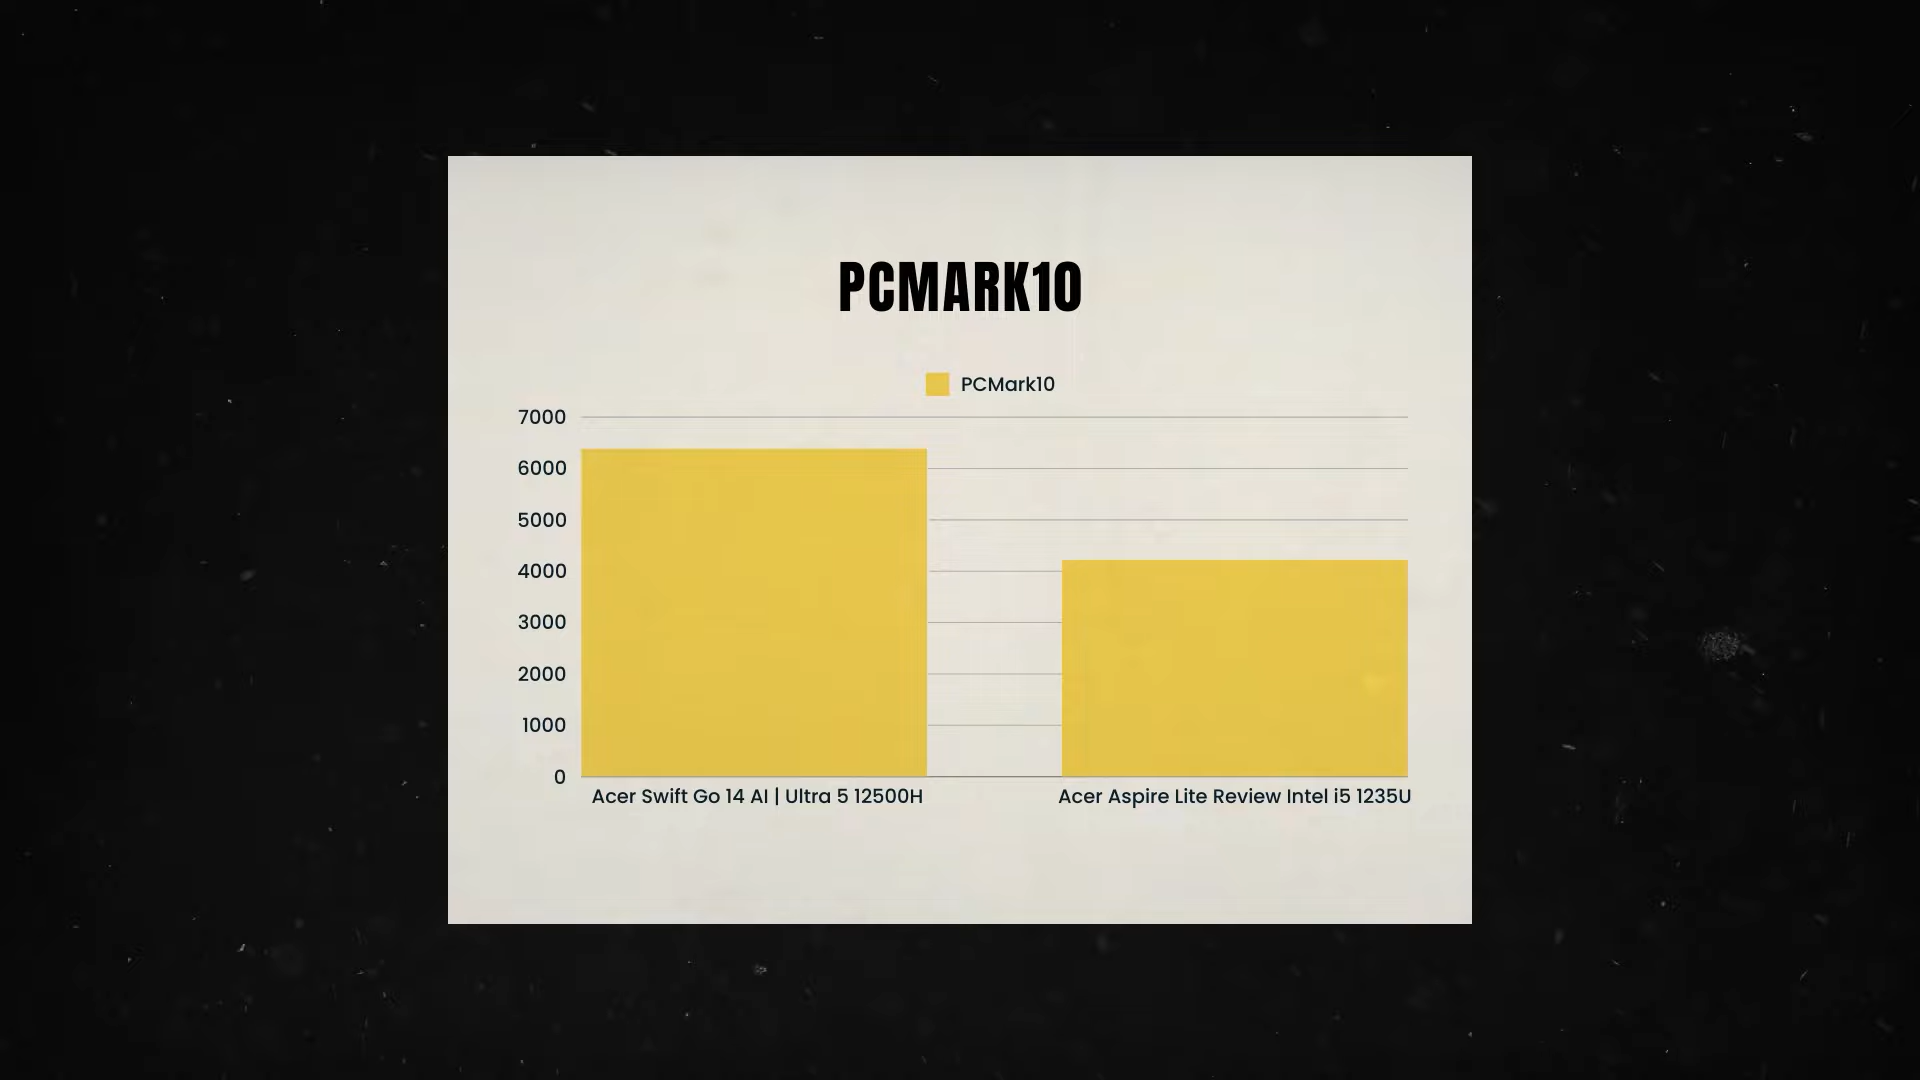 PCMARK10
PCMark10
7000
6000
5000
4000
3000
2000
1000
0
Acer Swift Go 14 AI | Ultra 5 12500H
Acer Aspire Lite Review Intel i5 1235U